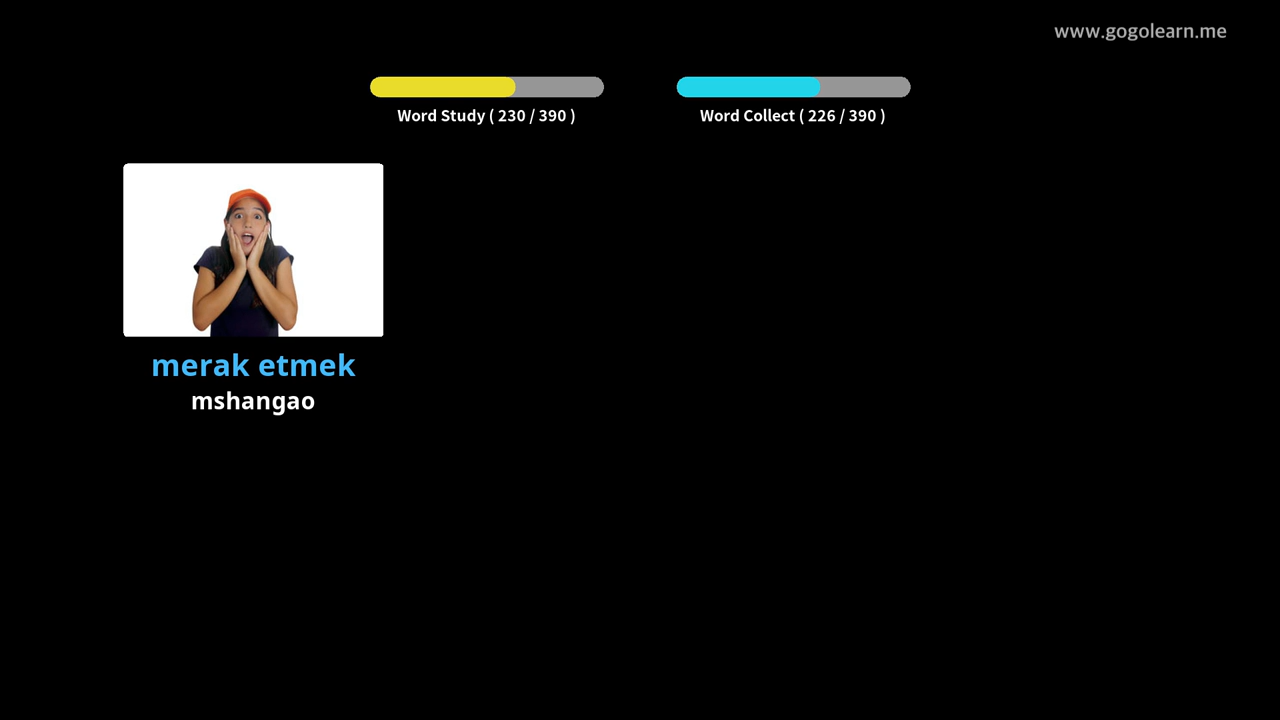 www.gogolearn.me
Word Study ( 230 / 390 )
Word Collect ( 226 / 390 )
merak etmek
mshangao